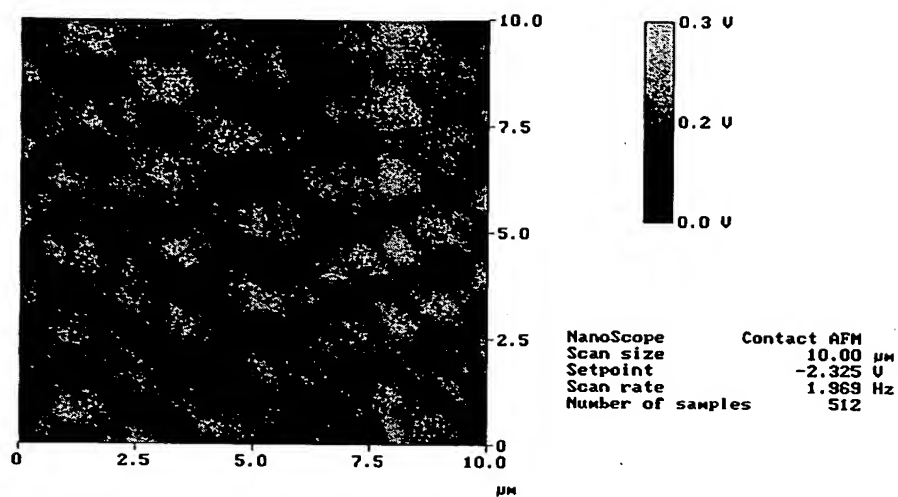 10.0
7.5
5.0
2.5
0
0 2.5 5.0 7.5 10.0
μM
0.3 V
0.2 V
0.0 V
NanoScope Contact AFM
Scan size 10.00 μM
Setpoint -2.325 V
Scan rate 1.969 Hz
Number of samples 512